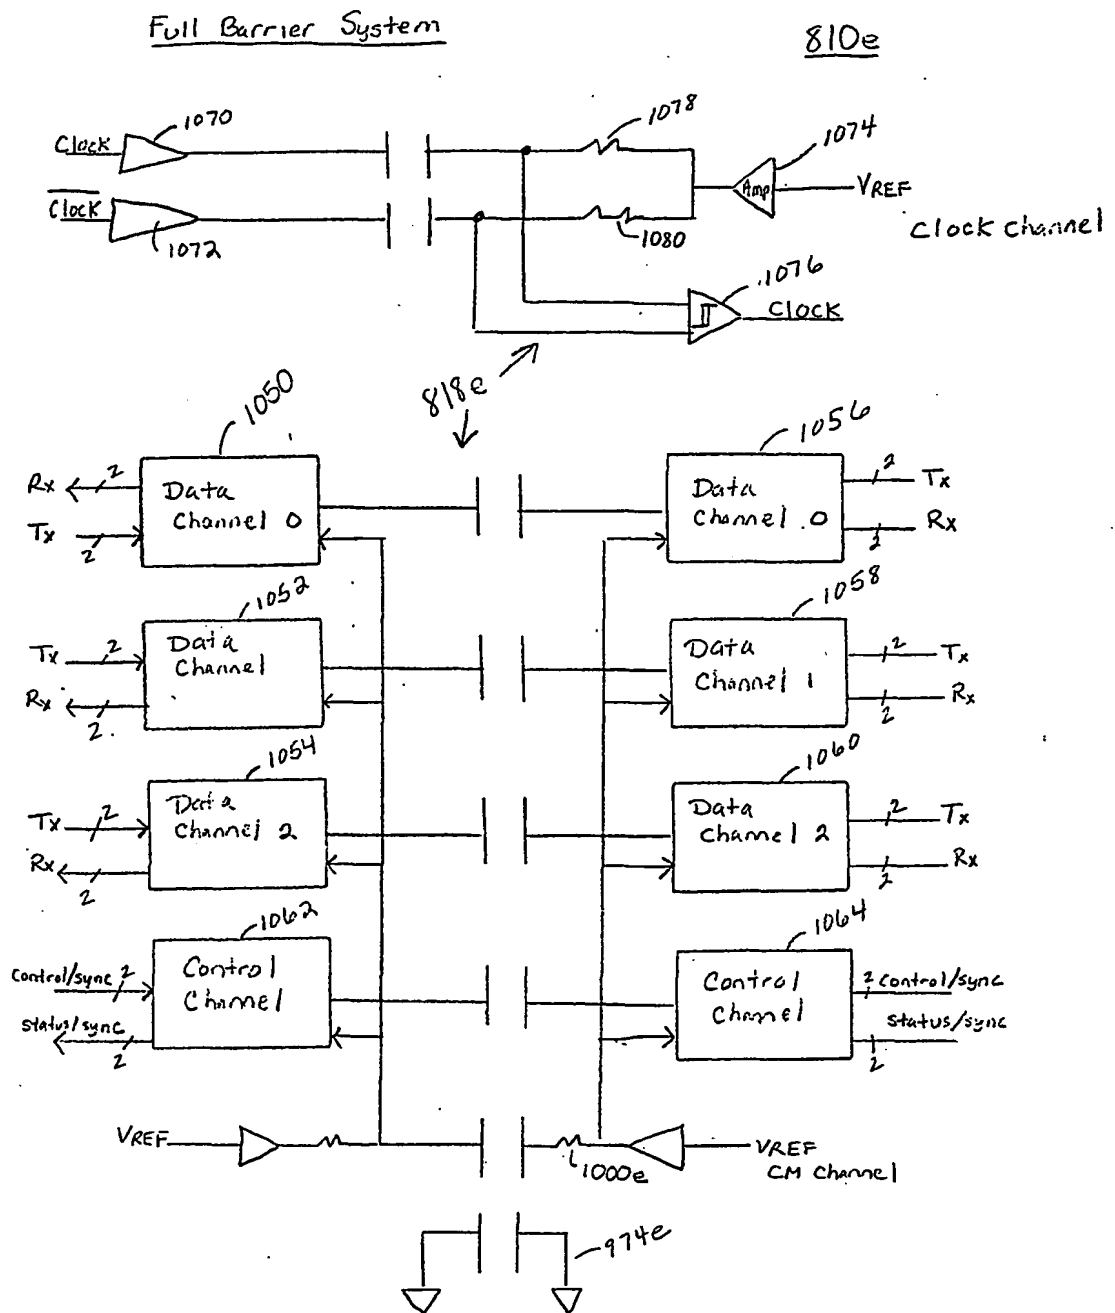 Full Barrier System
810e
1070
1078
1074
Clock
Amp
VREF
Clock
1072
1080
Clock Channel
1076
Clock
818e
1050
1056
Rx
2
Data
Channel 0
Data
Channel 0
2
Tx
Tx
2
2
Rx
1052
1058
Tx
2
Data
Channel
Data
Channel 1
2
Tx
Rx
2
2
Rx
1054
1060
Tx
2
Data
Channel 2
Data
Channel 2
2
Tx
Rx
2
2
Rx
1062
1064
Control/sync
2
Control
Channel
Control
Channel
2
Control/sync
Status/sync
2
Status/sync
2
VREF
VREF
1000e
CM Channel
974e